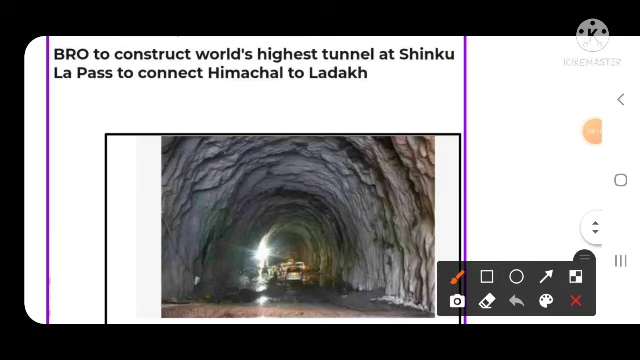 BRO to construct world's highest tunnel at Shinku
La Pass to connect Himachal to Ladakh
K
KINEMASTER